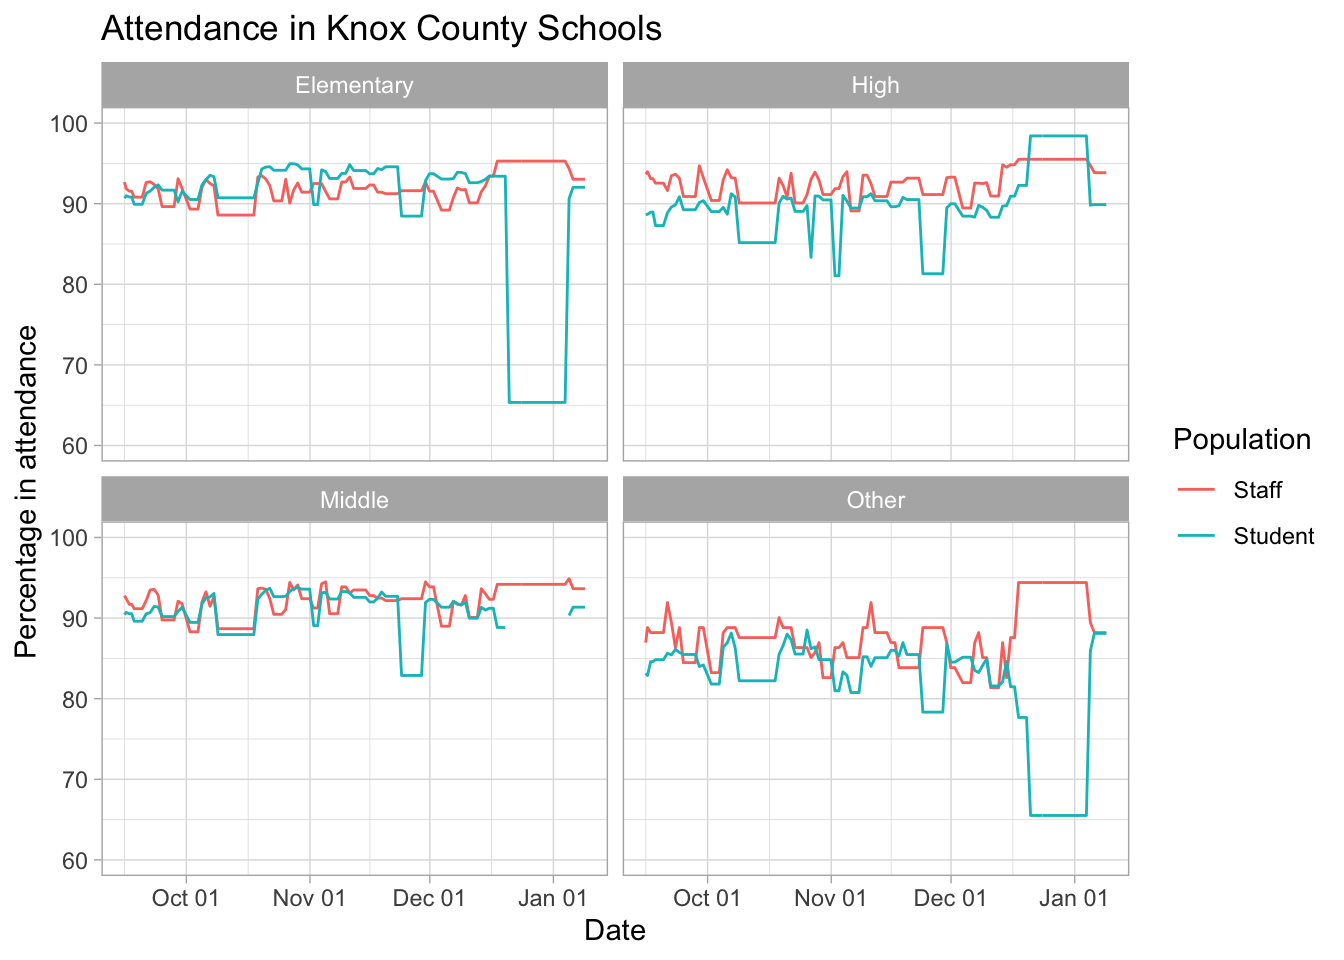 Attendance in Knox County Schools
Elementary
High
100
90
80
70
60
Middle
Other
100
90
80
70
60
Oct 01
Nov 01
Dec 01
Jan 01
Oct 01
Nov 01
Dec 01
Jan 01
Date
Percentage in attendance
Population
Staff
Student